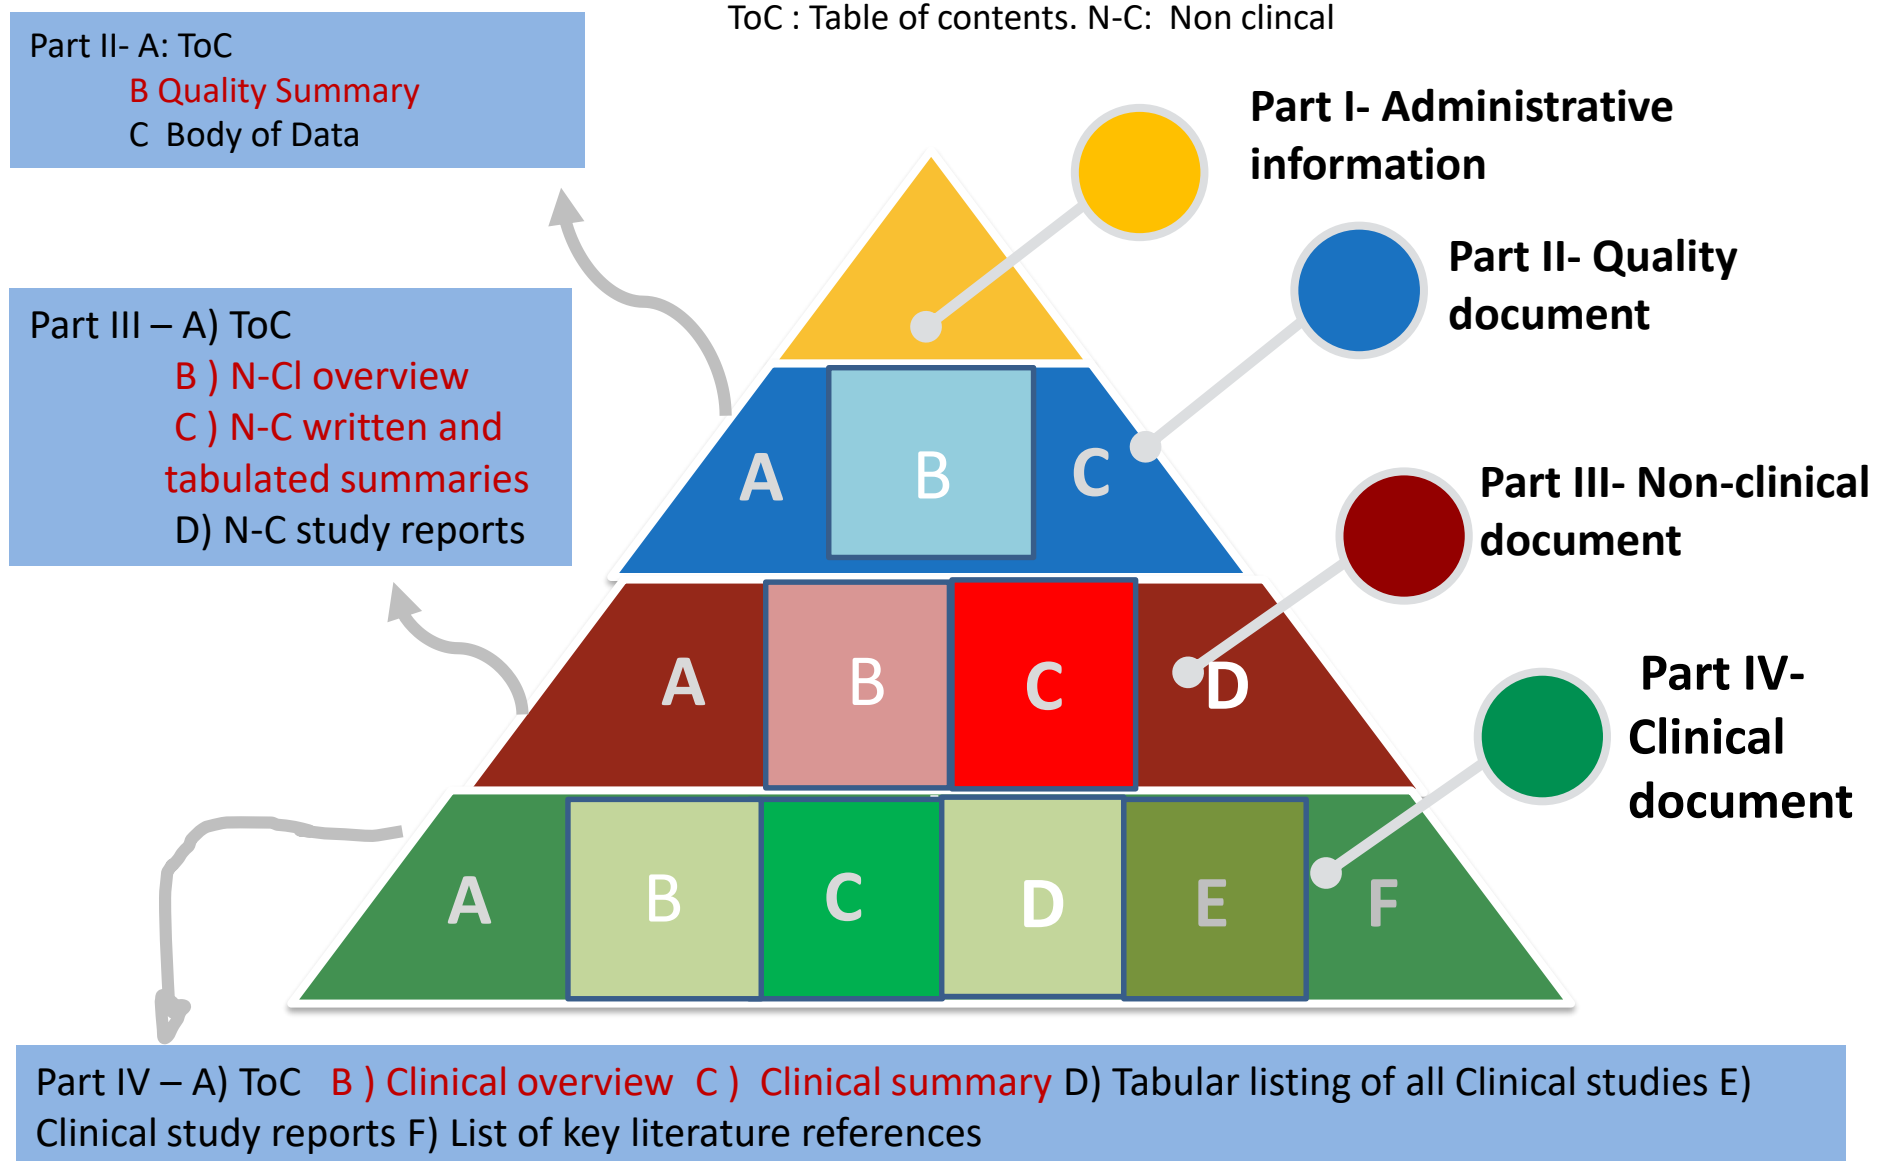 ToC : Table of contents. N-C: Non clincal
Part II- A: ToC
B Quality Summary
C Body of Data
Part I- Administrative
information
Part II- Quality
document
Part III – A) ToC
B ) N-Cl overview
C ) N-C written and
tabulated summaries
D) N-C study reports
A
B
C
Part III- Non-clinical
document
A
B
C
D
Part IV-
Clinical
document
A
B
C
D
E
F
Part IV – A) ToC B ) Clinical overview C ) Clinical summary D) Tabular listing of all Clinical studies E)
Clinical study reports F) List of key literature references